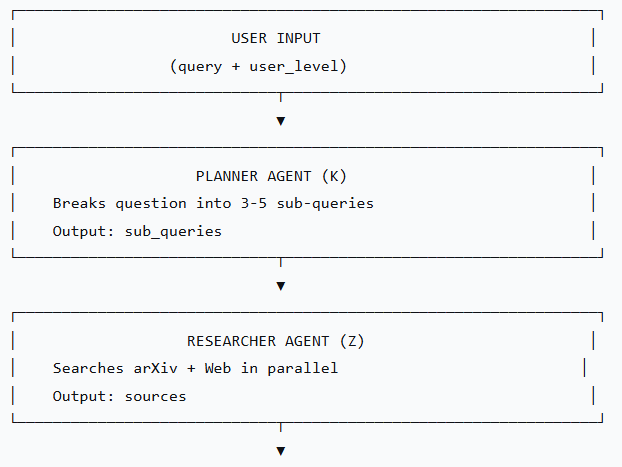 USER INPUT
(query + user_level)
▼
PLANNER AGENT (K)
Breaks question into 3-5 sub-queries
Output: sub_queries
▼
RESEARCHER AGENT (Z)
Searches arXiv + Web in parallel
Output: sources
▼